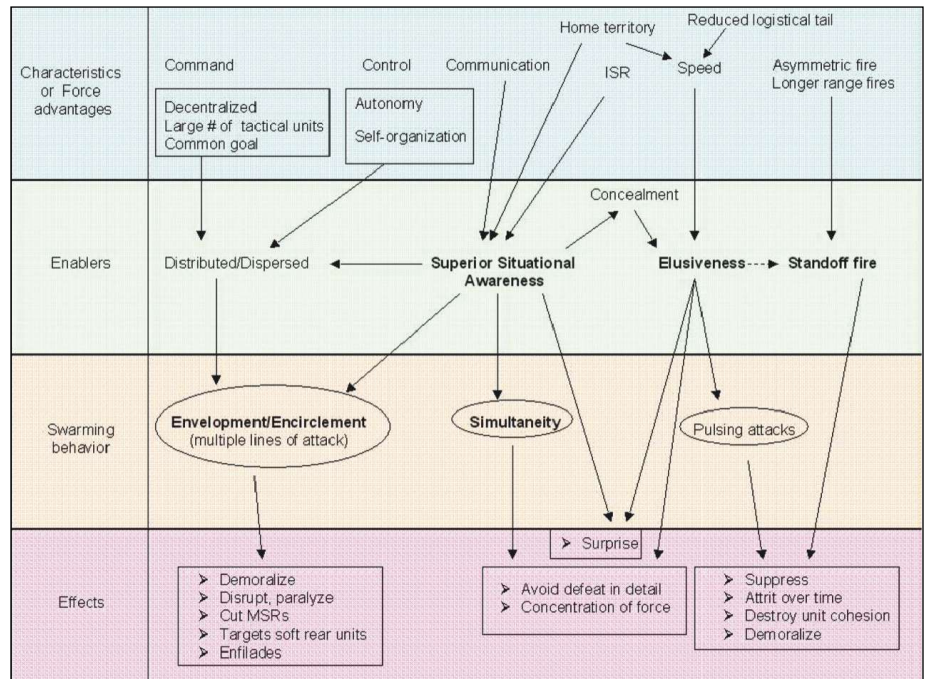 Characteristics
or Force
advantages
Command
Decentralized
Large # of tactical units
Common goal
Control
Autonomy
Self-organization
Communication
Home territory
ISR
Reduced logistical tail
Speed
Asymmetric fire
Longer range fires
Enablers
Distributed/Dispersed
Superior Situational
Awareness
Concealment
Elusiveness
Standoff fire
Swarming
behavior
Envelopment/Encirclement
(multiple lines of attack)
Simultaneity
Pulsing attacks
Effects
➢ Demoralize
➢ Disrupt, paralyze
➢ Cut MSRs
➢ Targets soft rear units
➢ Enfilades
➢ Surprise
➢ Avoid defeat in detail
➢ Concentration of force
➢ Suppress
➢ Attrit over time
➢ Destroy unit cohesion
➢ Demoralize